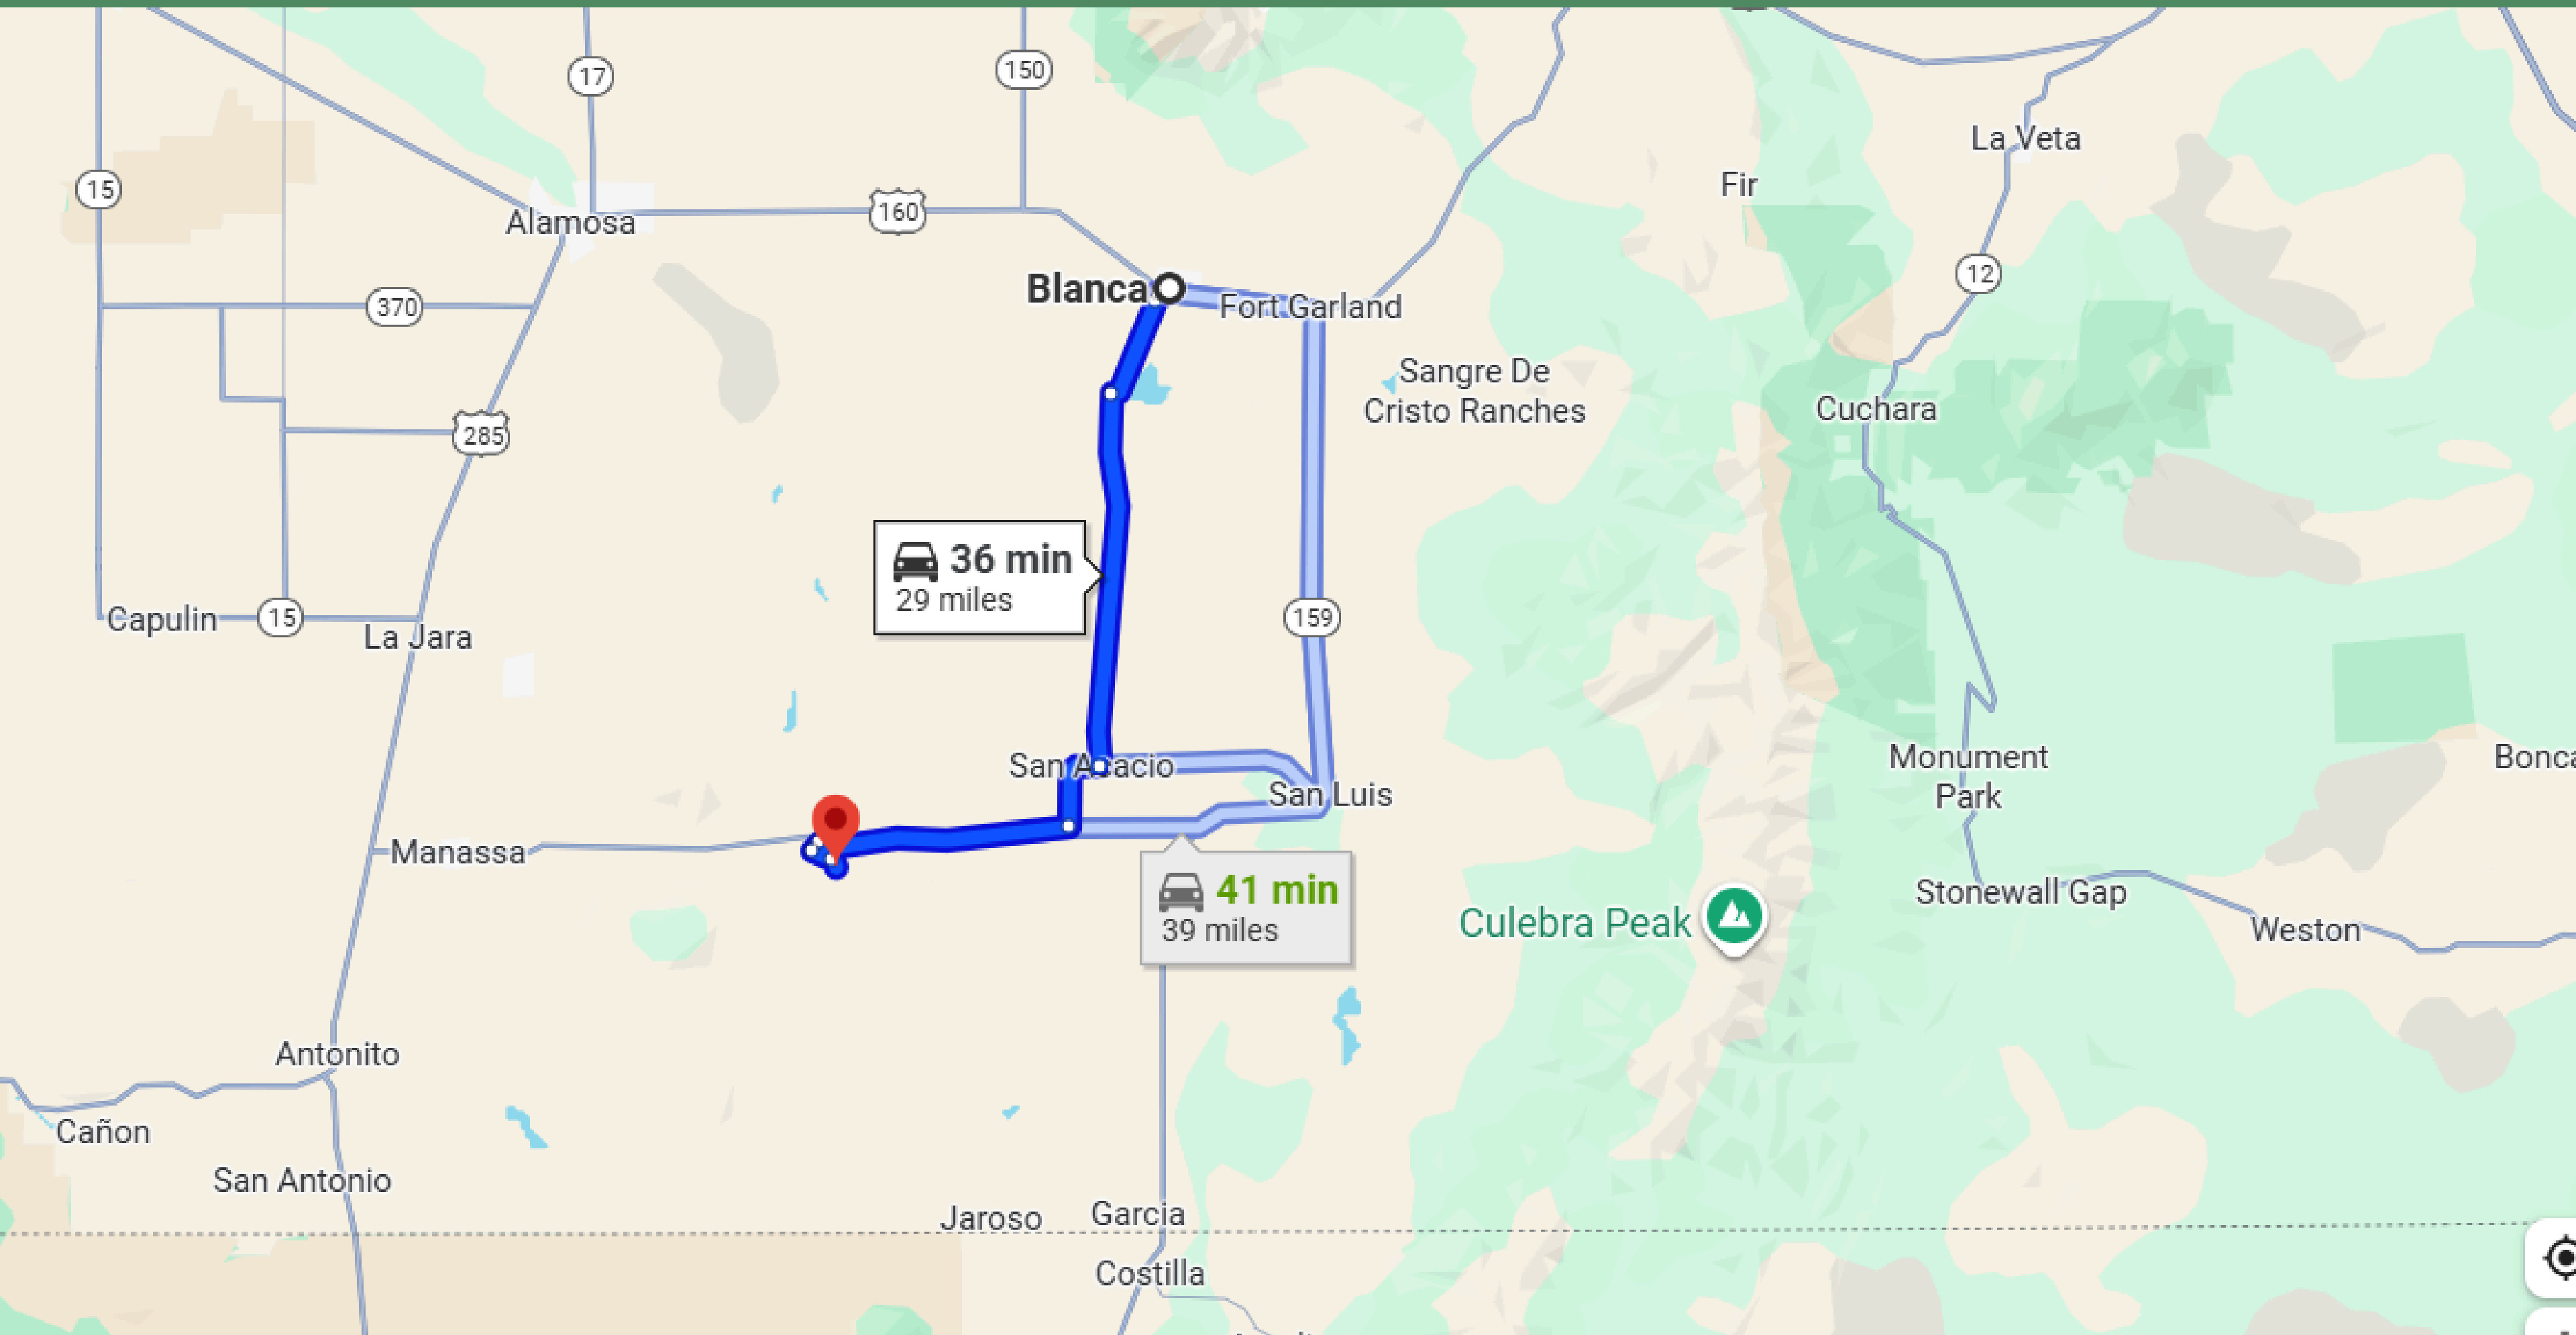 17
150
La Veta
Fir
15
160
Alamosa
12
Blanca
Fort Garland
370
Sangre De
Cristo Ranches
Cuchara
285
36 min
29 miles
159
Capulin
15
La Jara
San Acacio
San Luis
Monument
Park
Bonca
Manassa
41 min
39 miles
Stonewall Gap
Culebra Peak
Weston
Antonito
Cañon
San Antonio
Jaroso
Garcia
Costilla